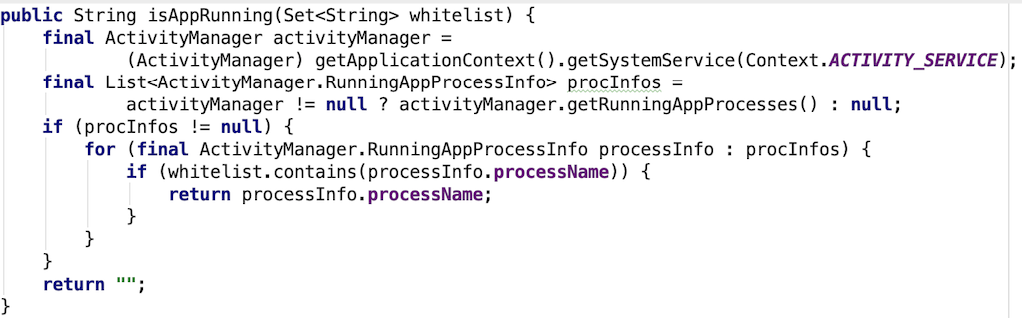 public String isAppRunning(Set<String> whitelist) {
    final ActivityManager activityManager =
            (ActivityManager) getApplicationContext().getSystemService(Context.ACTIVITY_SERVICE);
    final List<ActivityManager.RunningAppProcessInfo> procInfos =
            activityManager != null ? activityManager.getRunningAppProcesses() : null;
    if (procInfos != null) {
        for (final ActivityManager.RunningAppProcessInfo processInfo : procInfos) {
            if (whitelist.contains(processInfo.processName)) {
                return processInfo.processName;
            }
        }
    }
    return "";
}